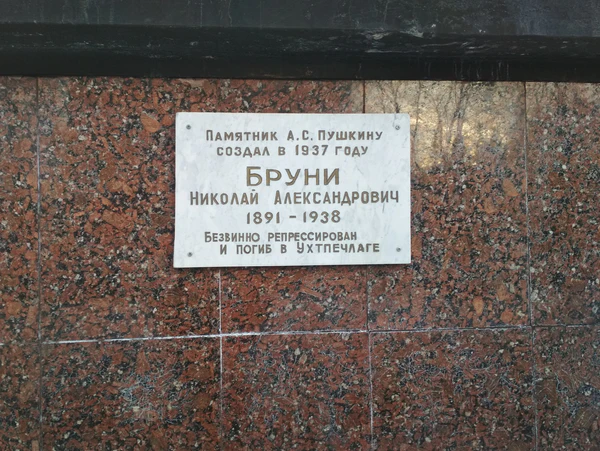 Памятник А.С. Пушкину
создал в 1937 году
Бруни
Николай Александрович
1891 - 1938
Безвинно репрессирован
и погиб в Ухтпечлаге